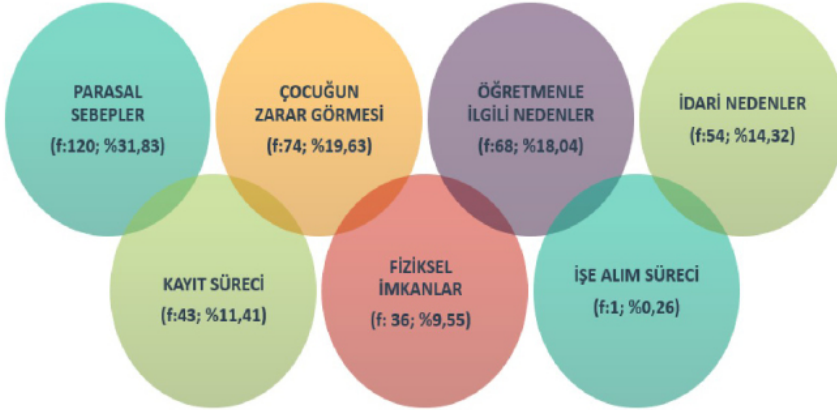 PARASAL
SEBEPLER
(f:120; %31,83)
ÇOCUĞUN
ZARAR GÖRMESİ
(f:74; %19,63)
ÖĞRETMENLE
İLGİLİ NEDENLER
(f:68; %18,04)
İDARİ NEDENLER
(f:54; %14,32)
KAYIT SÜRECİ
(f:43; %11,41)
FİZİKSEL
İMKANLAR
(f: 36; %9,55)
İŞE ALIM SÜRECİ
(f:1; %0,26)